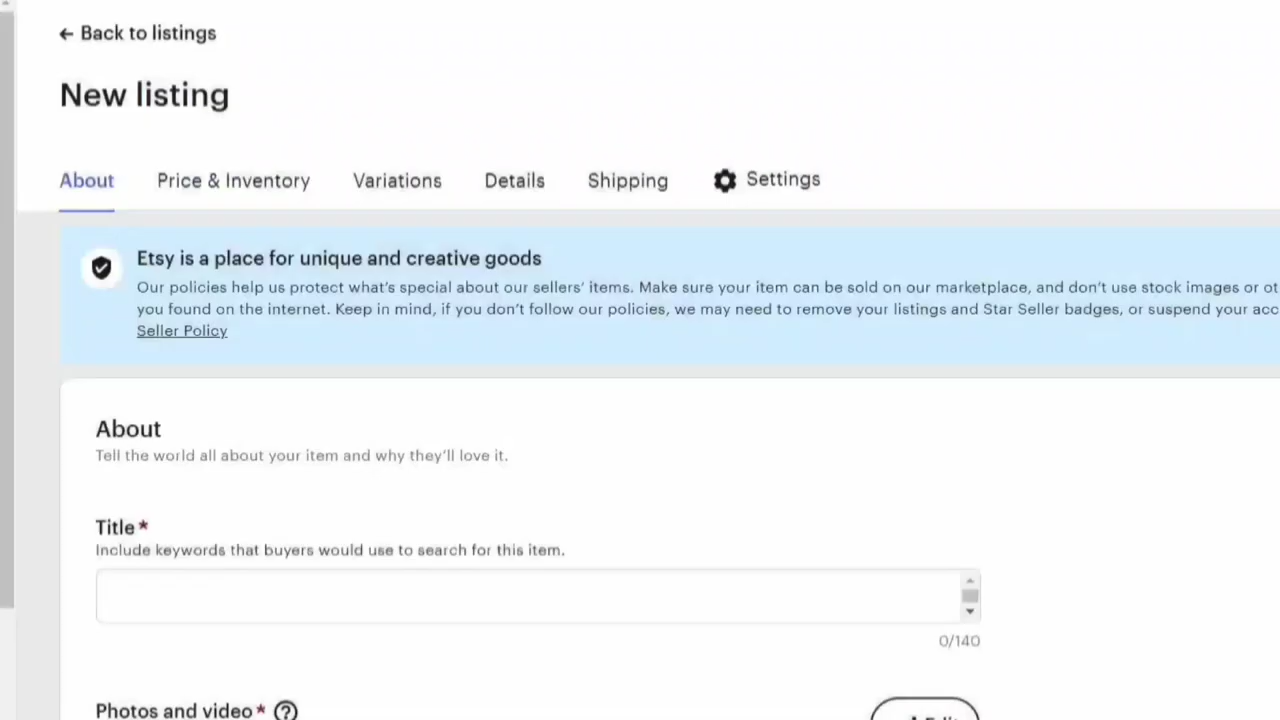 ← Back to listings
New listing
About Price & Inventory Variations Details Shipping Settings
Etsy is a place for unique and creative goods
Our policies help us protect what's special about our sellers' items. Make sure your item can be sold on our marketplace, and don't use stock images or
you found on the internet. Keep in mind, if you don't follow our policies, we may need to remove your listings and Star Seller badges, or suspend your
Seller Policy
About
Tell the world all about your item and why they'll love it.
Title *
Include keywords that buyers would use to search for this item.
0/140
Photos and video * ?